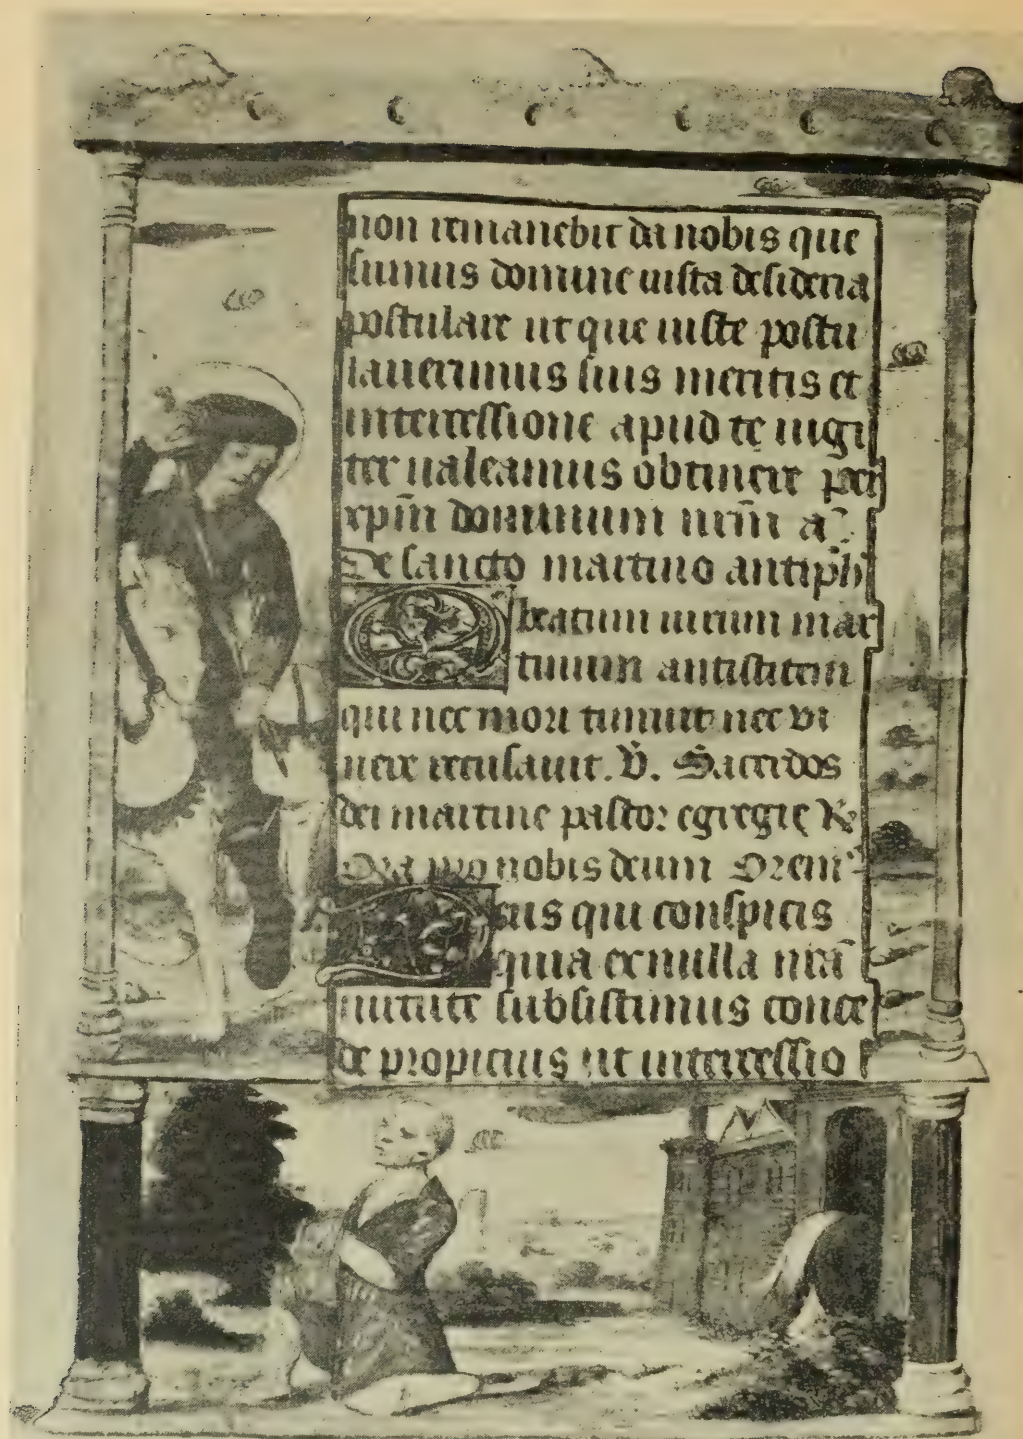 non remanebit da nobis que
sumus domine iusta desideria
postulare ut que iuste postu
lauerimus suis meritis et
intercessione apud te iugi
ter ualeamus obtinere per
xpm̄ dominum nrm̄ a
De sancto martino antiph
O beatum uirum mar
tinum antistitem
qui nec mori timuit nec vi
uere recusauit. V̄. Sacerdos
dei martine pastor egregie R
Ora pro nobis deum Orem
Deus qui conspicis
quia ex nulla nrā
uirtute subsistimus conce
de propicius ut intercessio